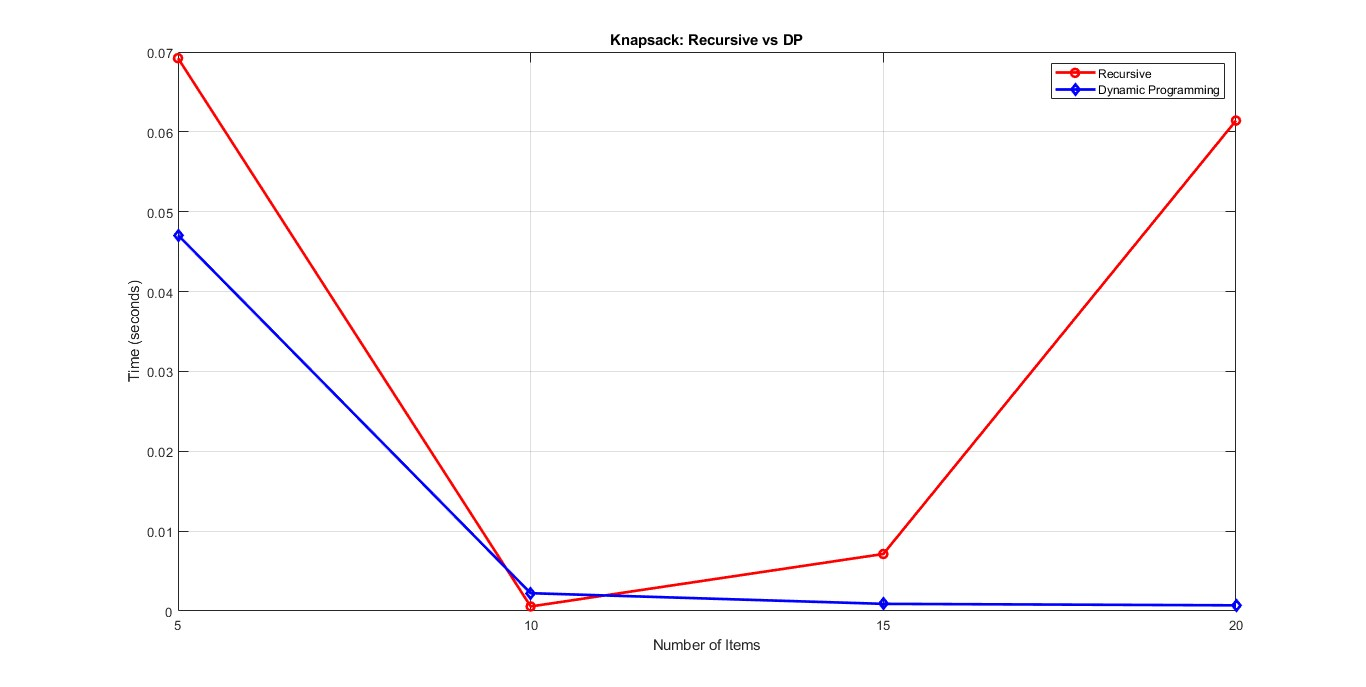 Knapsack: Recursive vs DP
Recursive
Dynamic Programming
Time (seconds)
0.07
0.06
0.05
0.04
0.03
0.02
0.01
0
5 10 15 20
Number of Items